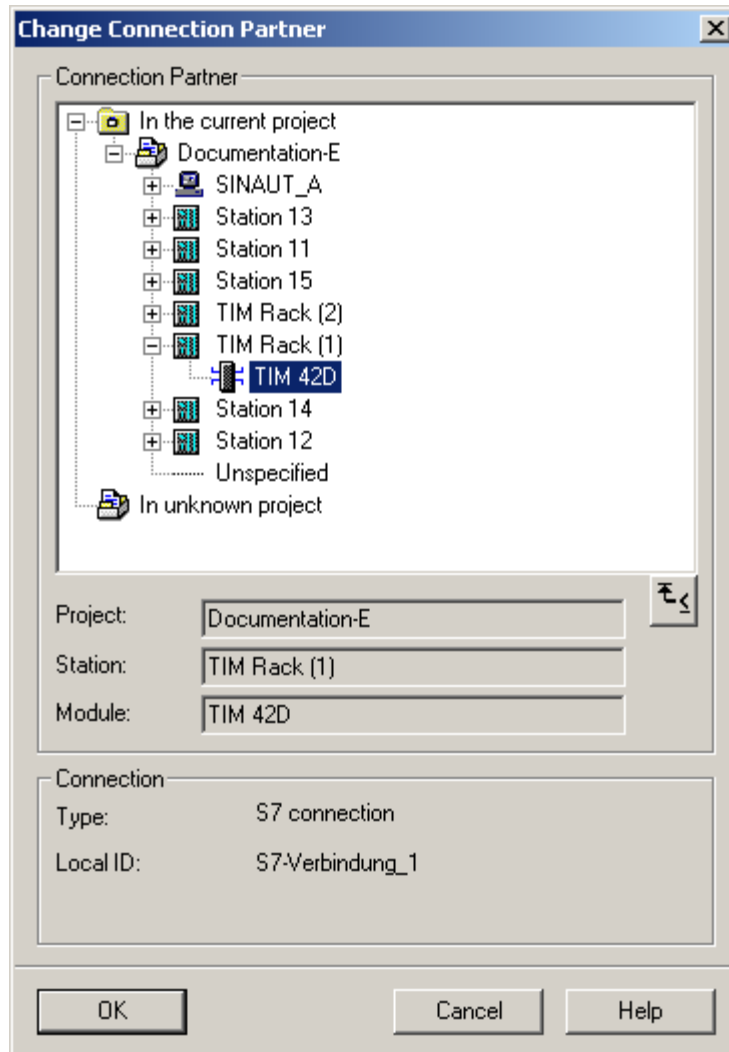 Change Connection Partner
Connection Partner
In the current project
Documentation-E
SINAUT_A
Station 13
Station 11
Station 15
TIM Rack (2)
TIM Rack (1)
TIM 42D
Station 14
Station 12
Unspecified
In unknown project
Project: Documentation-E
Station: TIM Rack (1)
Module: TIM 42D
Connection
Type: S7 connection
Local ID: S7-Verbindung_1
OK Cancel Help